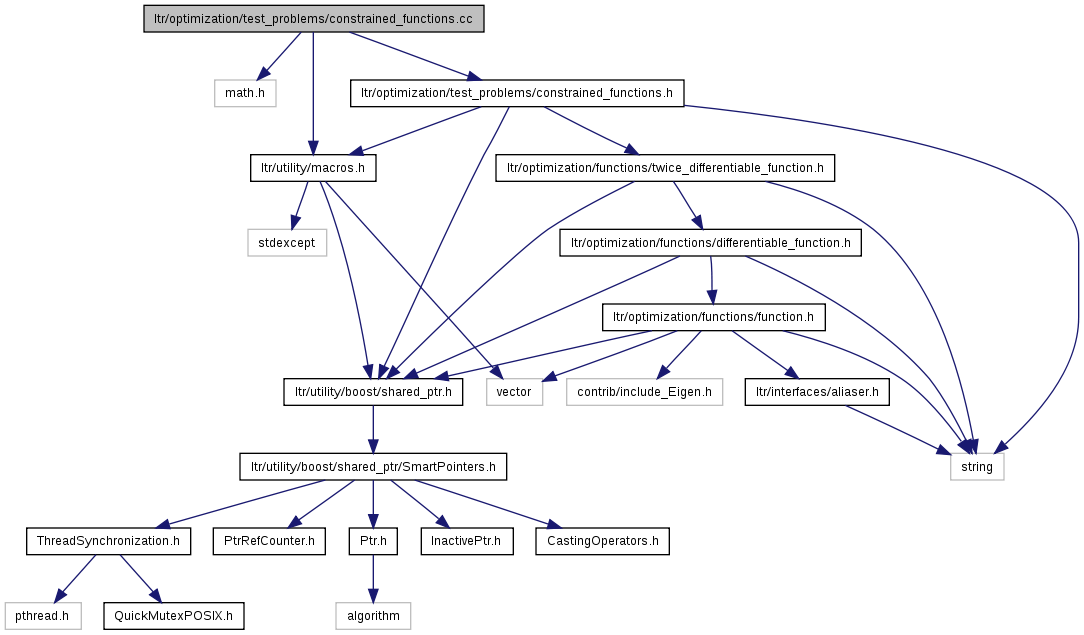 ltr/optimization/test_problems/constrained_functions.cc
math.h
ltr/optimization/test_problems/constrained_functions.h
ltr/utility/macros.h
ltr/optimization/functions/twice_differentiable_function.h
stdexcept
ltr/optimization/functions/differentiable_function.h
ltr/optimization/functions/function.h
ltr/utility/boost/shared_ptr.h
vector
contrib/include_Eigen.h
ltr/interfaces/aliaser.h
ltr/utility/boost/shared_ptr/SmartPointers.h
string
ThreadSynchronization.h
PtrRefCounter.h
Ptr.h
InactivePtr.h
CastingOperators.h
pthread.h
QuickMutexPOSIX.h
algorithm